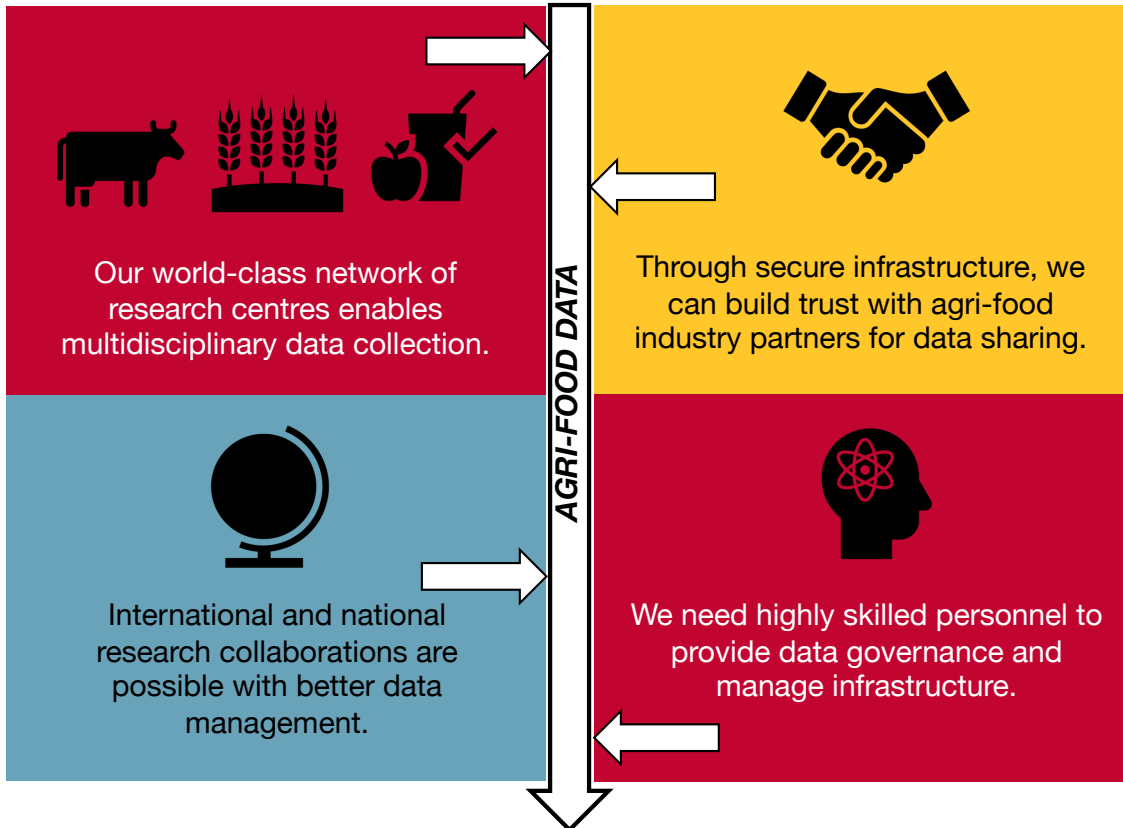 Our world-class network of
research centres enables
multidisciplinary data collection.
Through secure infrastructure, we
can build trust with agri-food
industry partners for data sharing.
AGRI-FOOD DATA
International and national
research collaborations are
possible with better data
management.
We need highly skilled personnel to
provide data governance and
manage infrastructure.